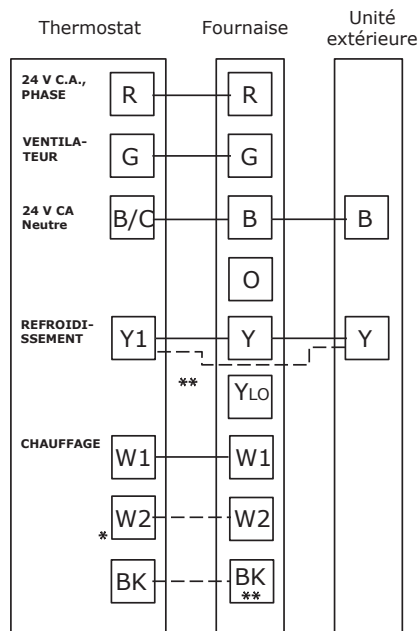 Thermostat Fournaise Unité
extérieure
24 V C.A.,
PHASE
R R
VENTILA-
TEUR
G G
24 V CA
Neutre
B/C B B
O
REFROIDI-
SSEMENT
Y1 Y Y
**
YLO
CHAUFFAGE
W1 W1
* W2 W2
BK BK
**